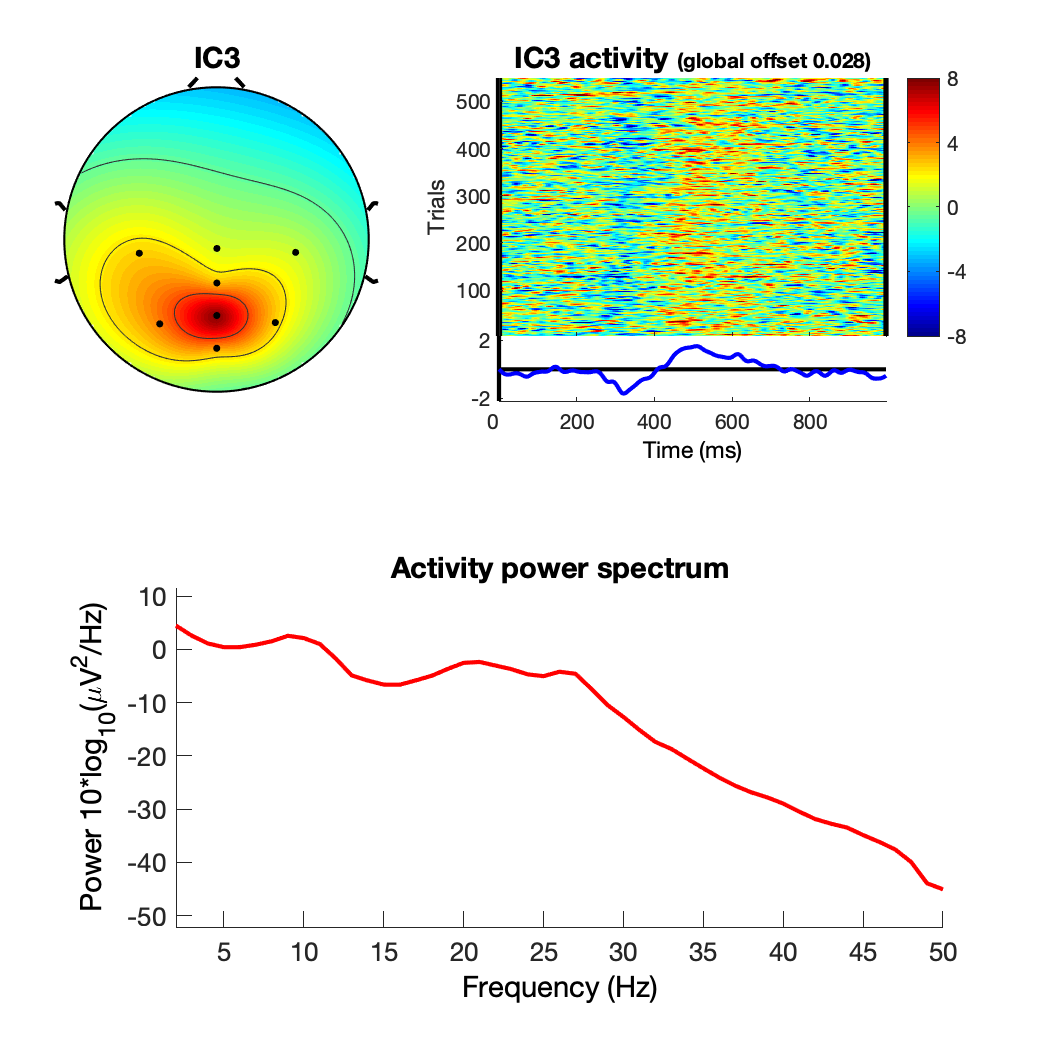 IC3
IC3 activity (global offset 0.028)
Trials
500
400
300
200
100
8
4
0
-4
-8
2
-2
0 200 400 600 800
Time (ms)
Activity power spectrum
Power 10*log10(μV2/Hz)
10
0
-10
-20
-30
-40
-50
5 10 15 20 25 30 35 40 45 50
Frequency (Hz)